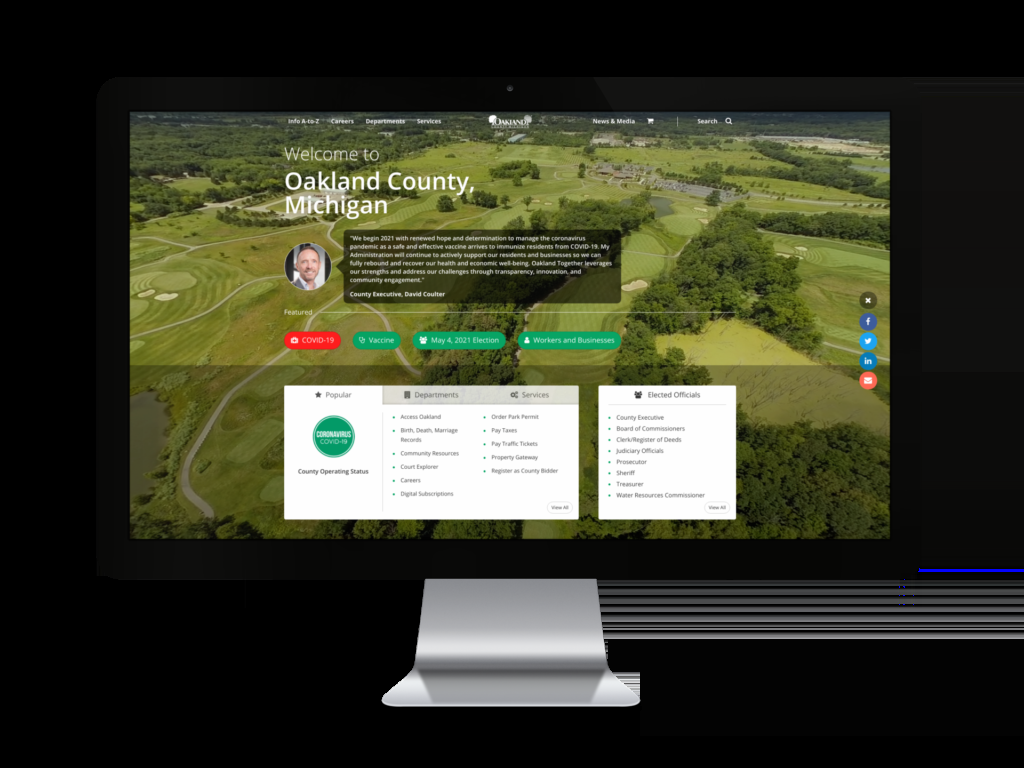 Info A-to-Z Careers Departments Services
OAKLAND
News & Media Search
Welcome to
Oakland County,
Michigan
"We begin 2021 with renewed hope and determination to manage the coronavirus
pandemic as a safe and effective vaccine arrives to immunize residents from COVID-19. My
Administration will continue to actively support our residents and businesses so we can
fully rebound and recover our health and economic well-being. Oakland Together leverages
our strengths and address our challenges through transparency, innovation, and
community engagement."
County Executive, David Coulter
Featured
COVID-19 Vaccine May 4, 2021 Election Workers and Businesses
Popular Departments Services
CORONAVIRUS
COVID-19
County Operating Status
Access Oakland
Birth, Death, Marriage
Records
Community Resources
Court Explorer
Careers
Digital Subscriptions
Order Park Permit
Pay Taxes
Pay Traffic Tickets
Property Gateway
Register as County Bidder
View All
Elected Officials
County Executive
Board of Commissioners
Clerk/Register of Deeds
Judiciary Officials
Prosecutor
Sheriff
Treasurer
Water Resources Commissioner
View All